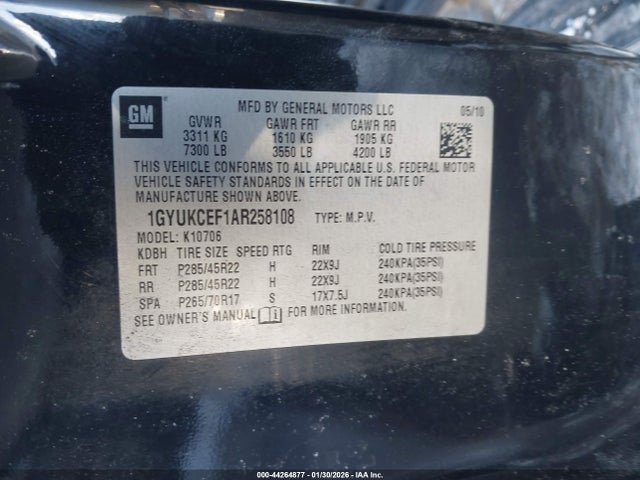 GM
MFD BY GENERAL MOTORS LLC 05/10
GVWR GAWR FRT GAWR RR
3311 KG 1610 KG 1905 KG
7300 LB 3550 LB 4200 LB
THIS VEHICLE CONFORMS TO ALL APPLICABLE U.S. FEDERAL MOTOR
VEHICLE SAFETY STANDARDS IN EFFECT ON THE DATE OF
MANUFACTURE SHOWN ABOVE.
1GYUKCEF1AR258108 TYPE: M.P.V.
MODEL: K10706
KDBH TIRE SIZE SPEED RTG RIM COLD TIRE PRESSURE
FRT P285/45R22 H 22X9J 240KPA(35PSI)
RR P285/45R22 H 22X9J 240KPA(35PSI)
SPA P265/70R17 S 17X7.5J 240KPA(35PSI)
SEE OWNER'S MANUAL FOR MORE INFORMATION.
000-44264877 - 01/30/2026 - Copyright IAA, LLC